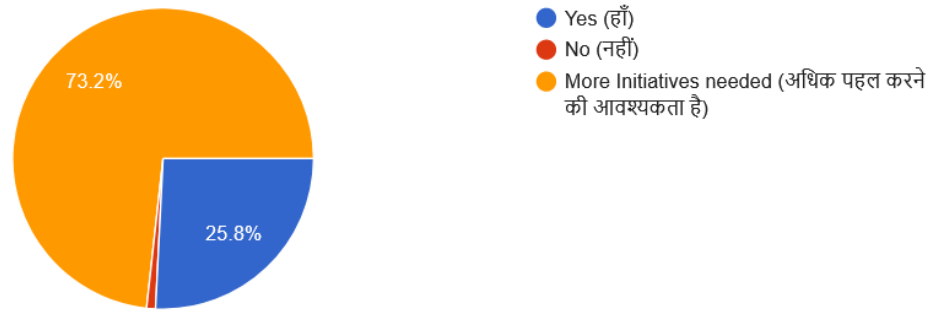 73.2%
25.8%
Yes (हाँ)
No (नहीं)
More Initiatives needed (अधिक पहल करने
की आवश्यकता है)